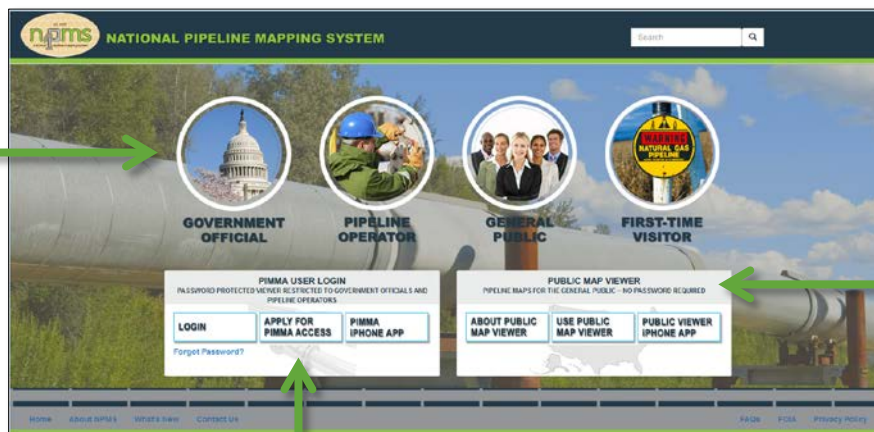 npms NATIONAL PIPELINE MAPPING SYSTEM
Search
WARNING
NATURAL GAS
PIPELINE
GOVERNMENT
OFFICIAL
PIPELINE
OPERATOR
GENERAL
PUBLIC
FIRST-TIME
VISITOR
PIMMA USER LOGIN
PASSWORD PROTECTED VIEWER RESTRICTED TO GOVERNMENT OFFICIALS AND
PIPELINE OPERATORS
LOGIN
APPLY FOR
PIMMA ACCESS
PIMMA
iPHONE APP
Forgot Password?
PUBLIC MAP VIEWER
PIPELINE MAPS FOR THE GENERAL PUBLIC – NO PASSWORD REQUIRED
ABOUT PUBLIC
MAP VIEWER
USE PUBLIC
MAP VIEWER
PUBLIC VIEWER
iPHONE APP
Home About NPMS What's New Contact Us FAQs FOIA Privacy Policy